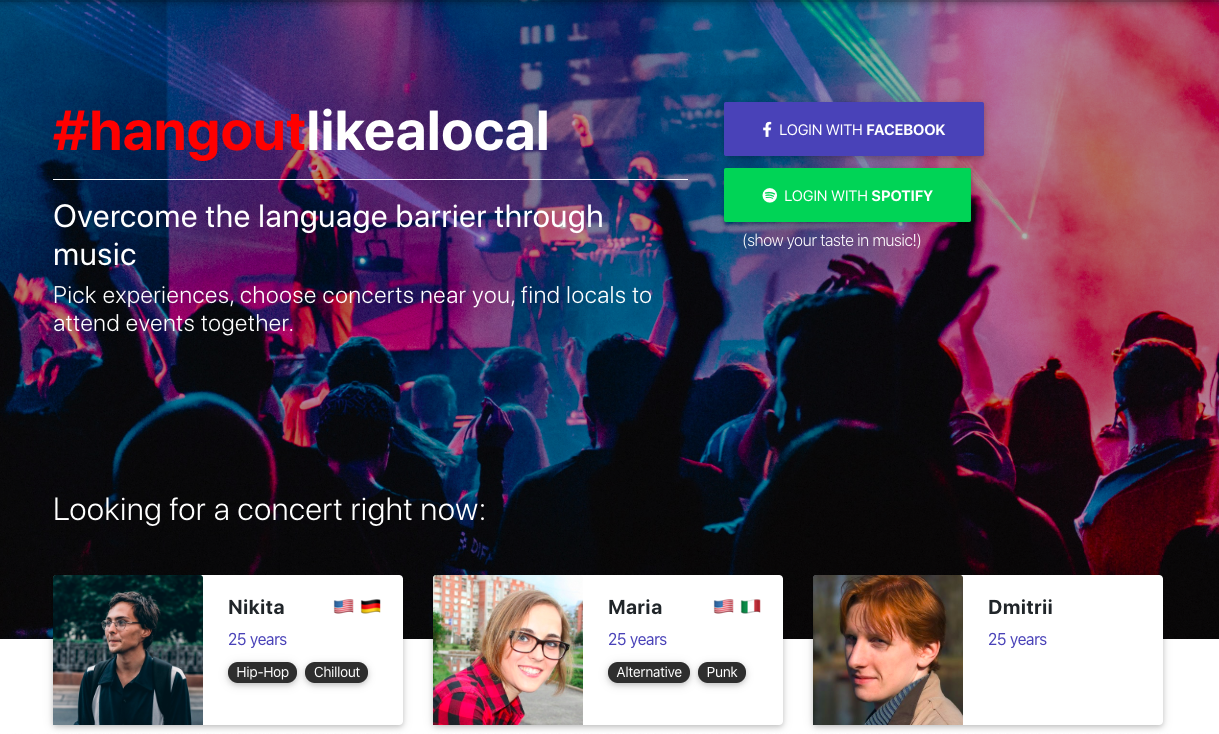 #hangoutlikealocal
LOGIN WITH FACEBOOK
LOGIN WITH SPOTIFY
(show your taste in music!)
Overcome the language barrier through
music
Pick experiences, choose concerts near you, find locals to
attend events together.
Looking for a concert right now:
Nikita
25 years
Hip-Hop Chillout
Maria
25 years
Alternative Punk
Dmitrii
25 years